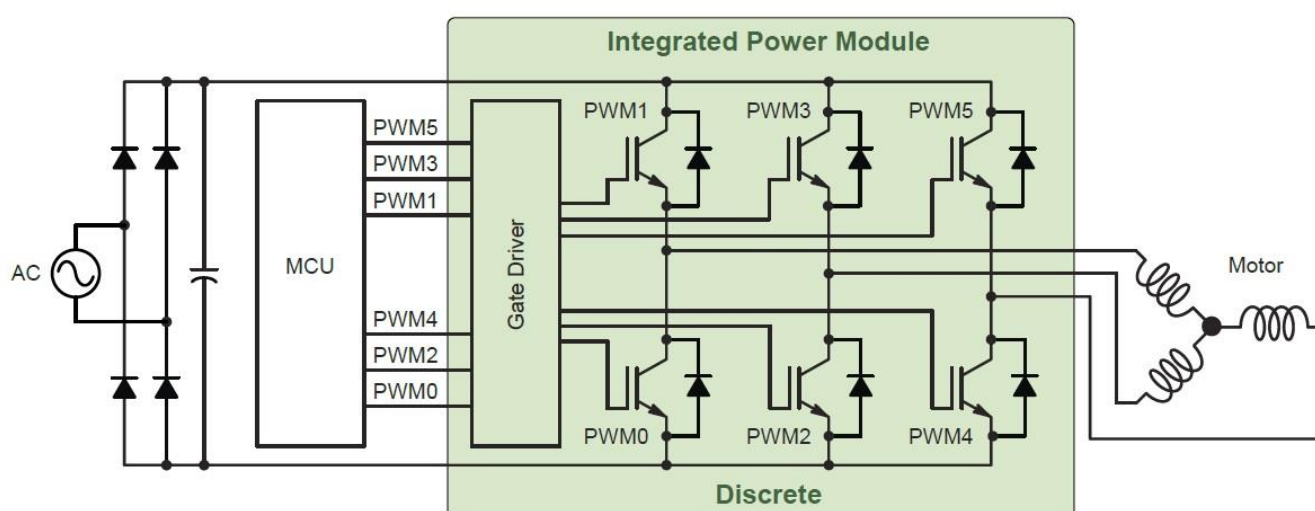 Integrated Power Module
PWM1
PWM3
PWM5
PWM5
PWM3
PWM1
AC
MCU
Gate Driver
Motor
PWM4
PWM2
PWM0
PWM0
PWM2
PWM4
Discrete